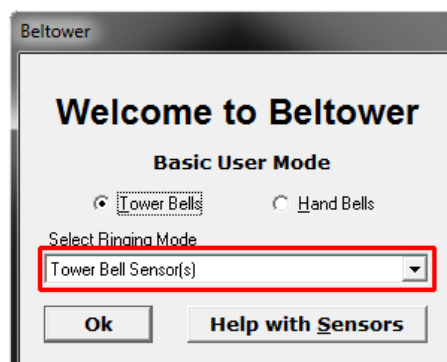 Beltower
Welcome to Beltower
Basic User Mode
Tower Bells Hand Bells
Select Ringing Mode
Tower Bell Sensor(s)
Ok Help with Sensors